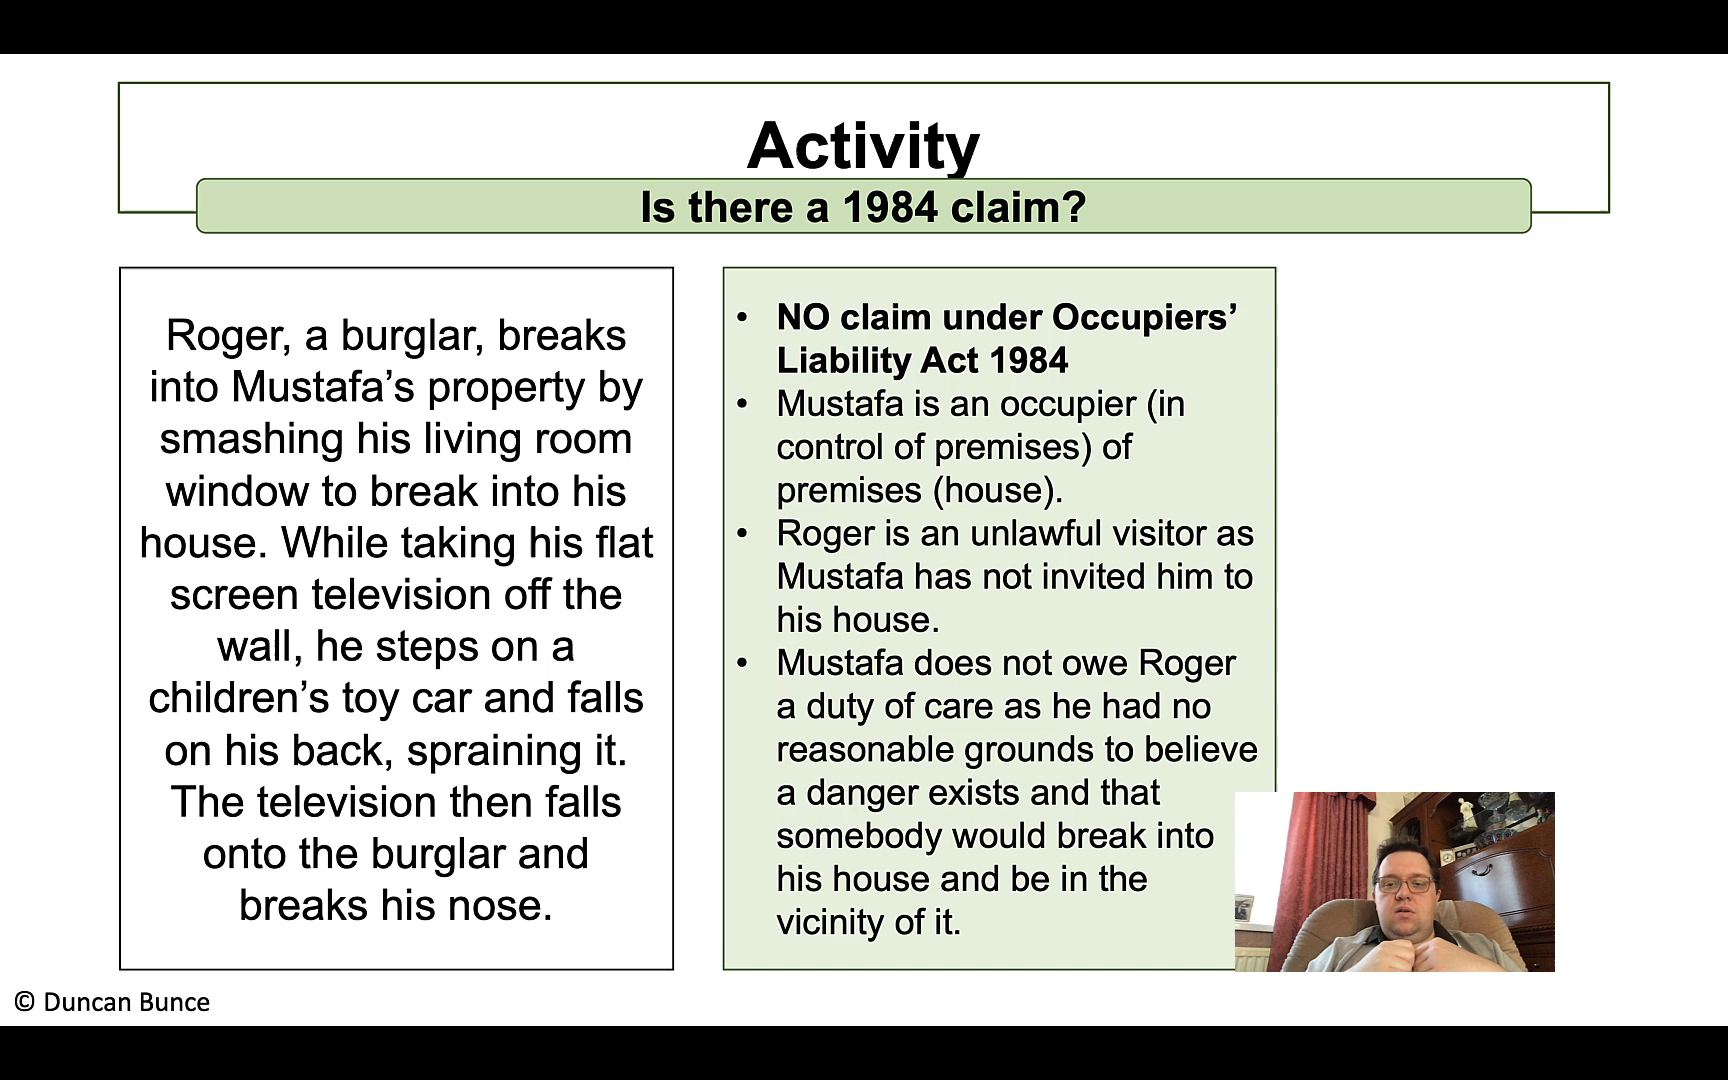 Activity
Is there a 1984 claim?
Roger, a burglar, breaks
into Mustafa’s property by
smashing his living room
window to break into his
house. While taking his flat
screen television off the
wall, he steps on a
children’s toy car and falls
on his back, spraining it.
The television then falls
onto the burglar and
breaks his nose.
• NO claim under Occupiers’
Liability Act 1984
• Mustafa is an occupier (in
control of premises) of
premises (house).
• Roger is an unlawful visitor as
Mustafa has not invited him to
his house.
• Mustafa does not owe Roger
a duty of care as he had no
reasonable grounds to believe
a danger exists and that
somebody would break into
his house and be in the
vicinity of it.
© Duncan Bunce